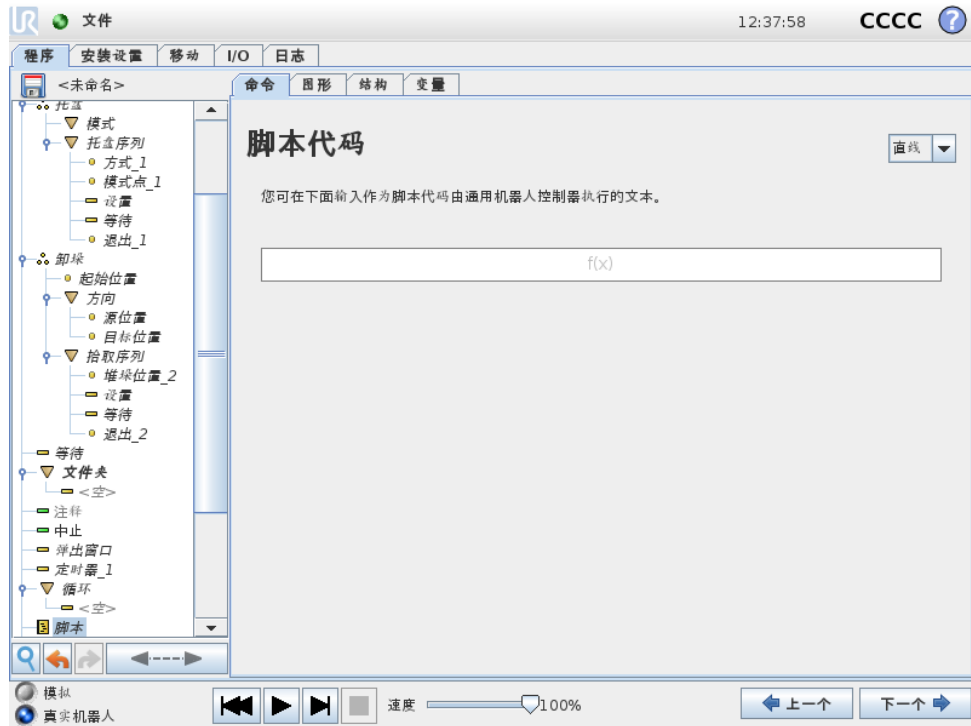 UR 文件 12:37:58 CCCC ?
程序 安装设置 移动 I/O 日志
<未命名> 命令 图形 结构 变量
托盘
模式
托盘序列
方式_1
模式点_1
设置
等待
退出_1
卸垛
起始位置
方向
源位置
目标位置
拾取序列
堆垛位置_2
设置
等待
退出_2
等待
文件夹
<空>
注释
中止
弹出窗口
定时器_1
循环
<空>
脚本
脚本代码
直线
您可在下面输入作为脚本代码由通用机器人控制器执行的文本。
f(x)
模拟
真实机器人
速度 100%
上一个 下一个